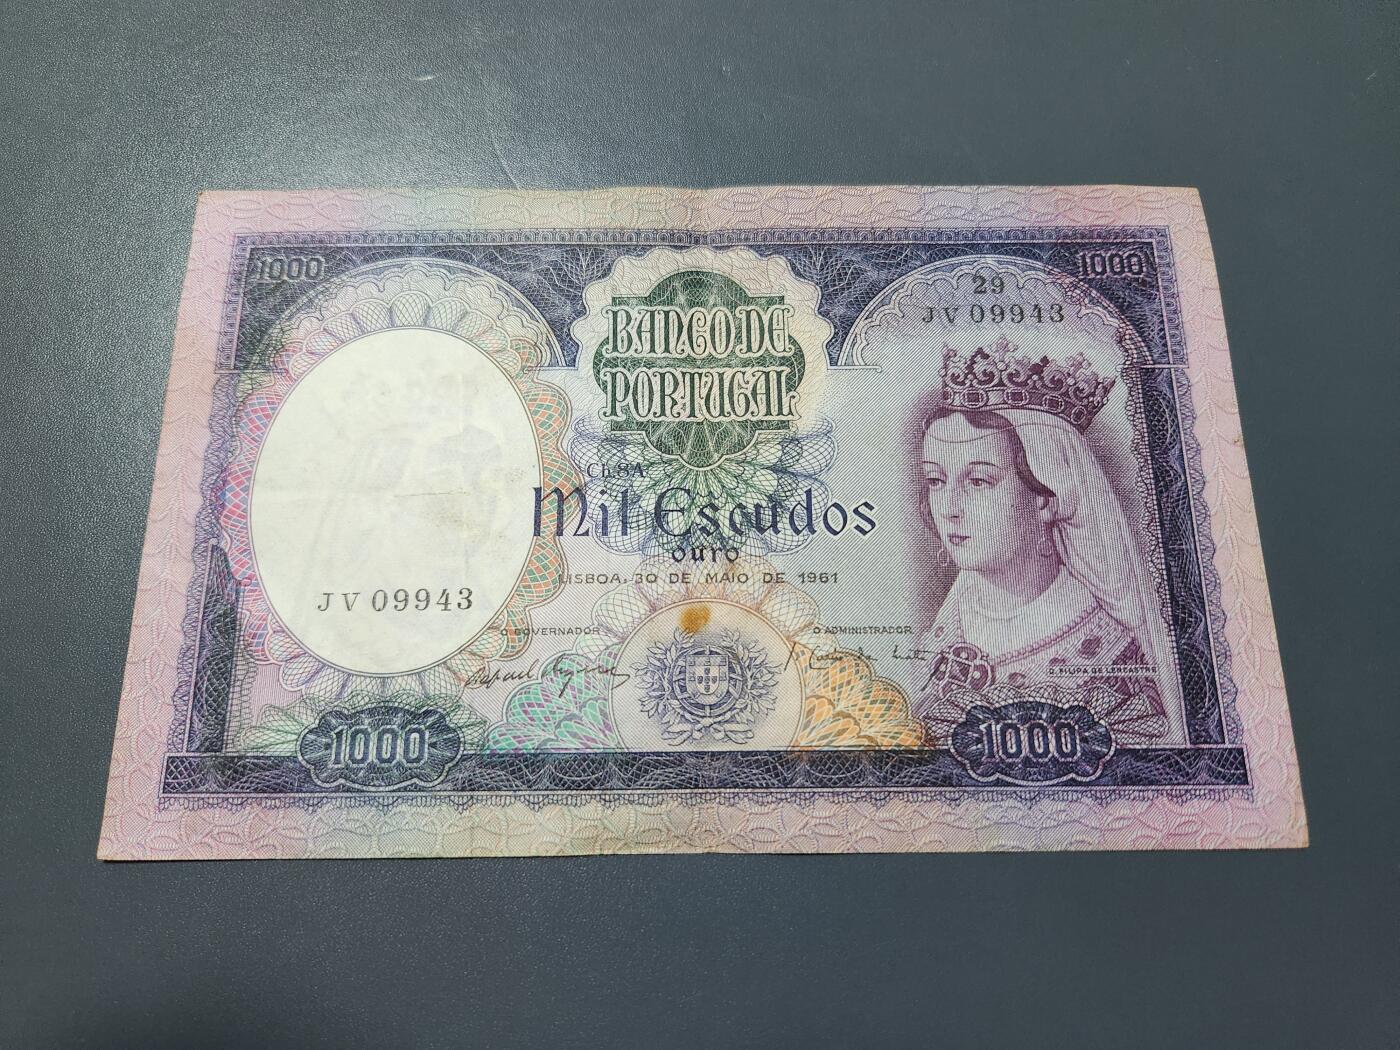 1000
1000
29
JV 09943
BANCO DE
PORTUGAL
Ch.8A
Mil Escudos
ouro
LISBOA, 30 DE MAIO DE 1961
JV 09943
O GOVERNADOR
O ADMINISTRADOR
D. FILIPA DE LENCASTRE
1000
1000